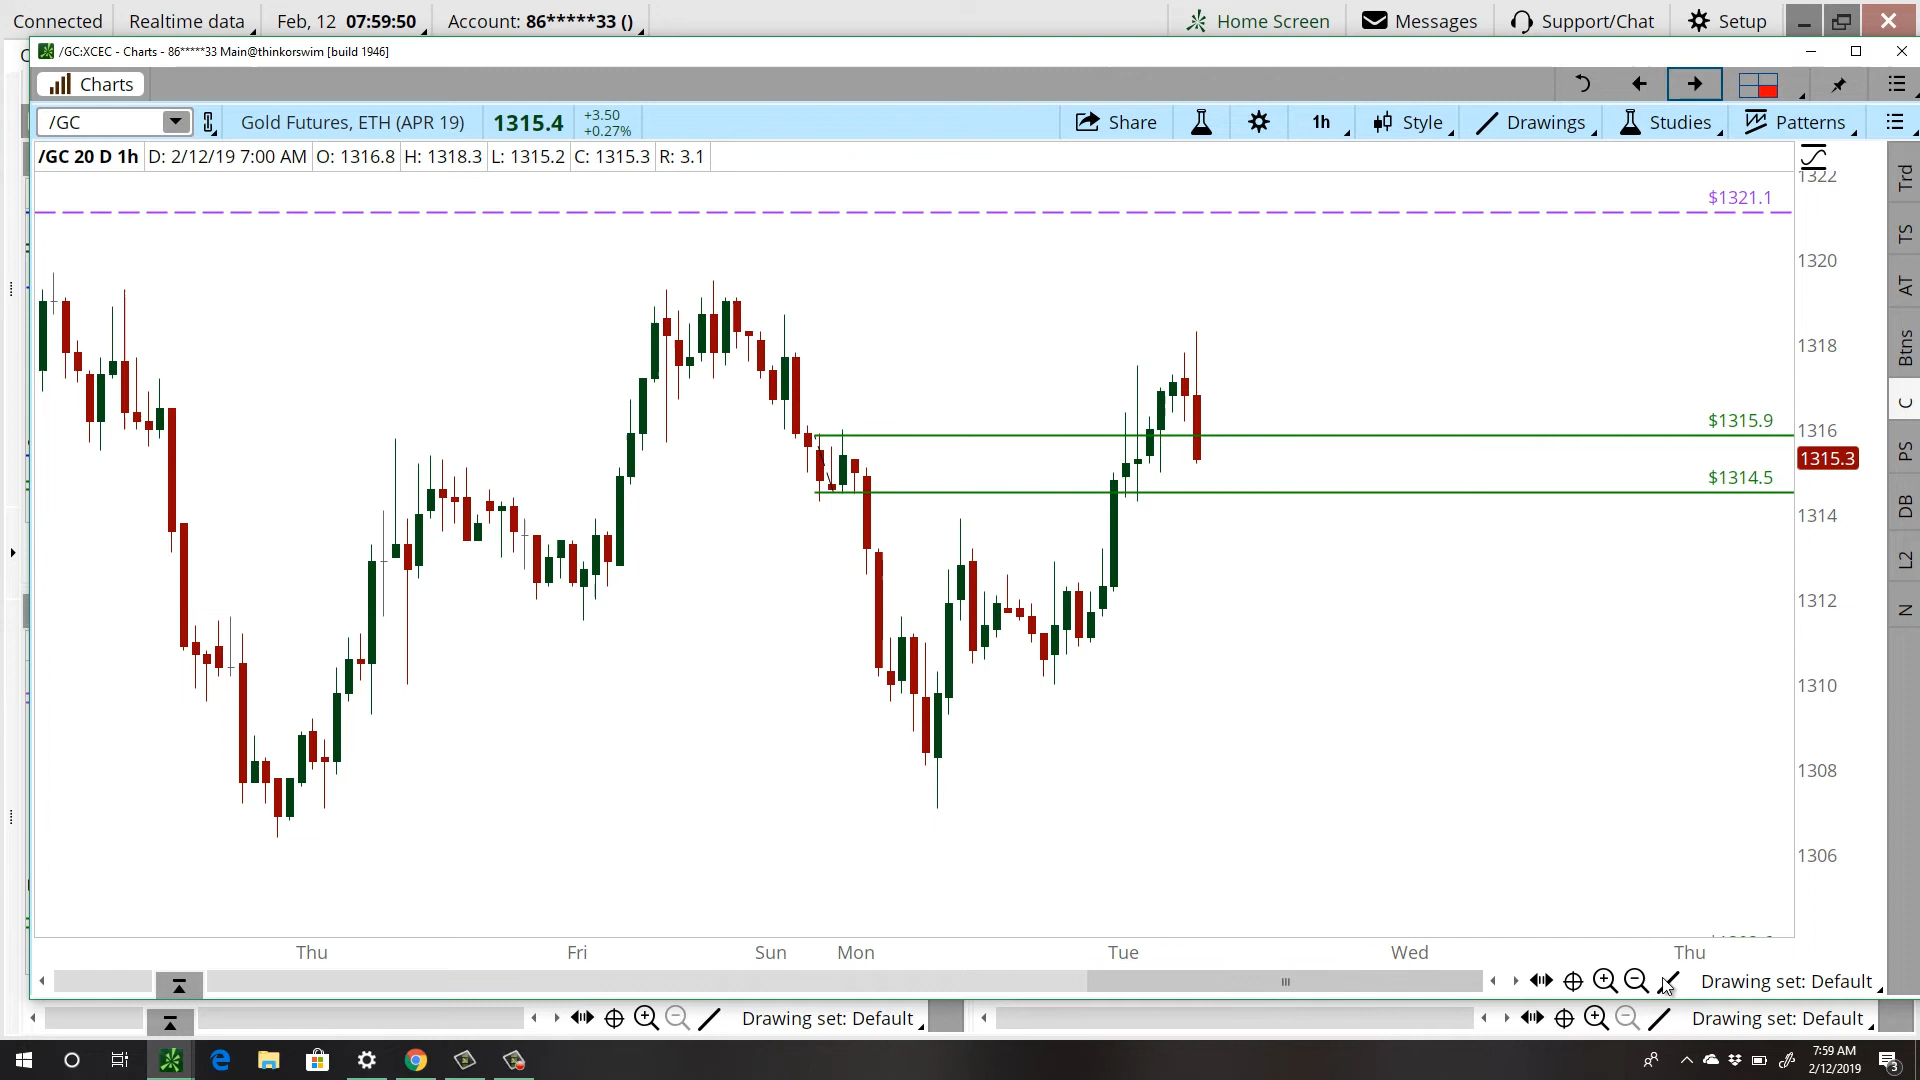 Connected Realtime data Feb, 12 07:59:50 Account: 86*****33 () Home Screen Messages Support/Chat Setup
/GC:XCEC - Charts - 86*****33 Main@thinkorswim [build 1946]
Charts
/GC Gold Futures, ETH (APR 19) 1315.4 +3.50 Share 1h Style Drawings Studies Patterns
+0.27%
/GC 20 D 1h D: 2/12/19 7:00 AM O: 1316.8 H: 1318.3 L: 1315.2 C: 1315.3 R: 3.1
1322
Trd
$1321.1
TS
1320
AT
1318
Btns
C
$1315.9
1316
PS
1315.3
$1314.5
DB
1314
L2
1312
N
1310
1308
1306
Thu Fri Sun Mon Tue Wed Thu
Drawing set: Default
Drawing set: Default Drawing set: Default
7:59 AM
2/12/2019
3